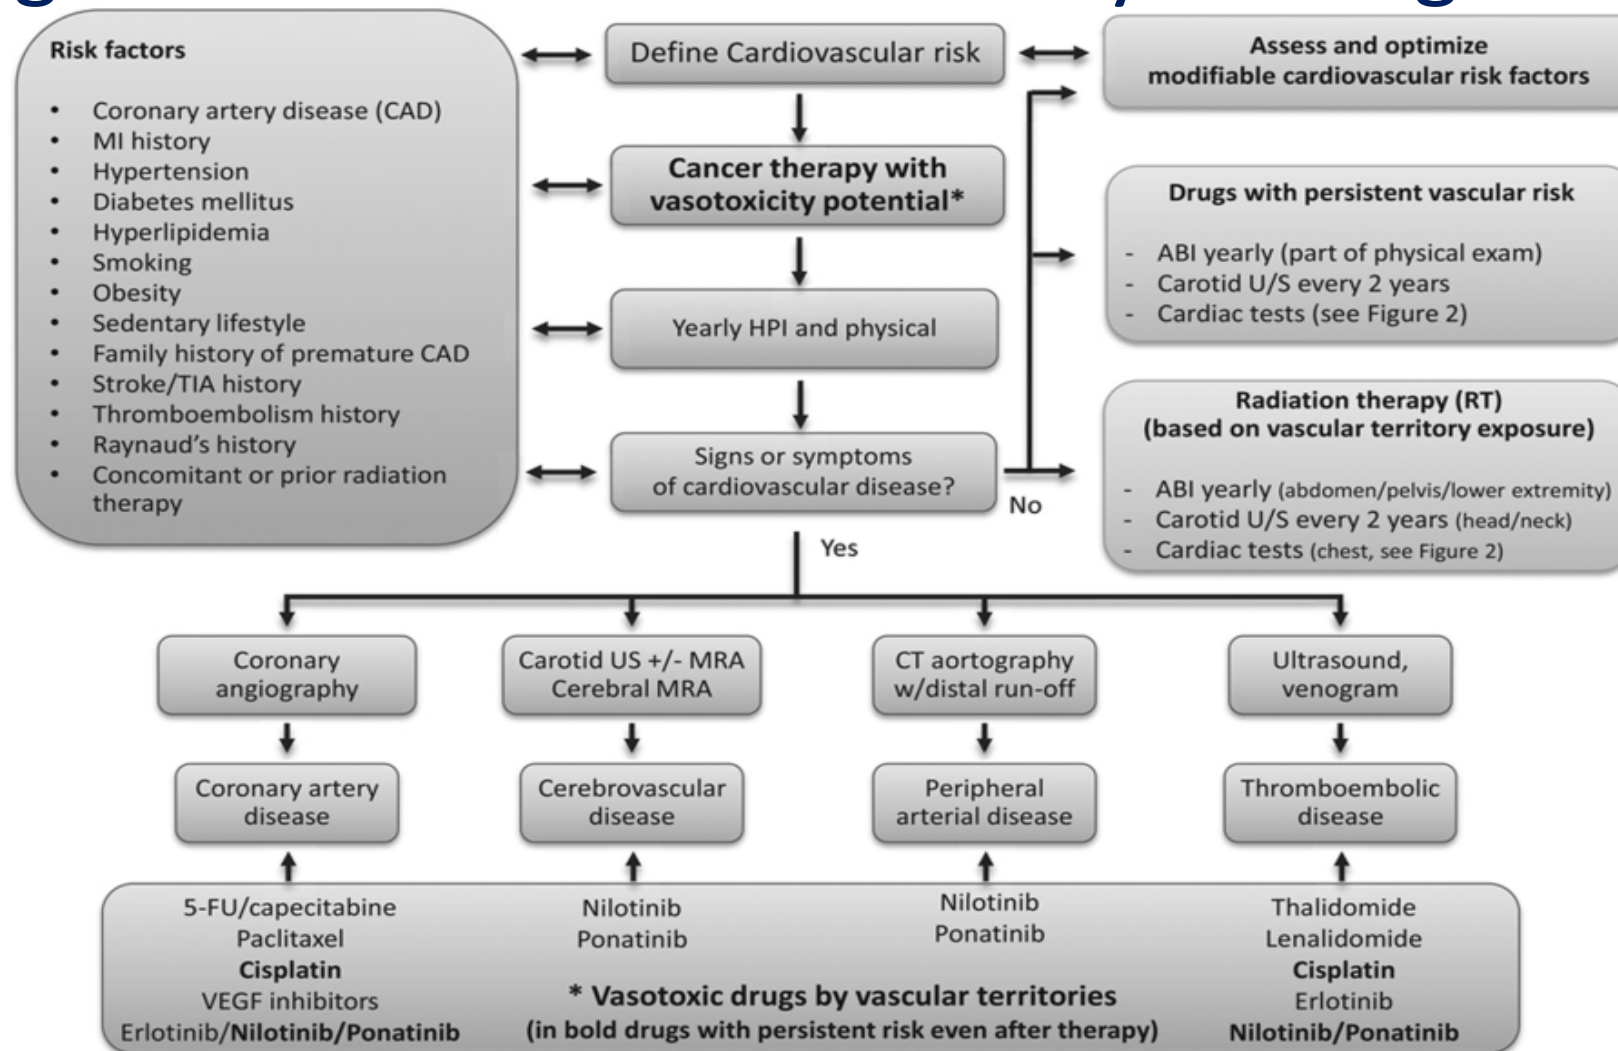 Risk factors
• Coronary artery disease (CAD)
• MI history
• Hypertension
• Diabetes mellitus
• Hyperlipidemia
• Smoking
• Obesity
• Sedentary lifestyle
• Family history of premature CAD
• Stroke/TIA history
• Thromboembolism history
• Raynaud's history
• Concomitant or prior radiation
therapy
Define Cardiovascular risk
Cancer therapy with
vasotoxicity potential*
Yearly HPI and physical
Signs or symptoms
of cardiovascular disease?
No
Yes
Assess and optimize
modifiable cardiovascular risk factors
Drugs with persistent vascular risk
- ABI yearly (part of physical exam)
- Carotid U/S every 2 years
- Cardiac tests (see Figure 2)
Radiation therapy (RT)
(based on vascular territory exposure)
- ABI yearly (abdomen/pelvis/lower extremity)
- Carotid U/S every 2 years (head/neck)
- Cardiac tests (chest, see Figure 2)
Coronary
angiography
Carotid US +/- MRA
Cerebral MRA
CT aortography
w/distal run-off
Ultrasound,
venogram
Coronary artery
disease
Cerebrovascular
disease
Peripheral
arterial disease
Thromboembolic
disease
5-FU/capecitabine
Paclitaxel
Cisplatin
VEGF inhibitors
Erlotinib/Nilotinib/Ponatinib
Nilotinib
Ponatinib
Nilotinib
Ponatinib
Thalidomide
Lenalidomide
Cisplatin
Erlotinib
Nilotinib/Ponatinib
* Vasotoxic drugs by vascular territories
(in bold drugs with persistent risk even after therapy)